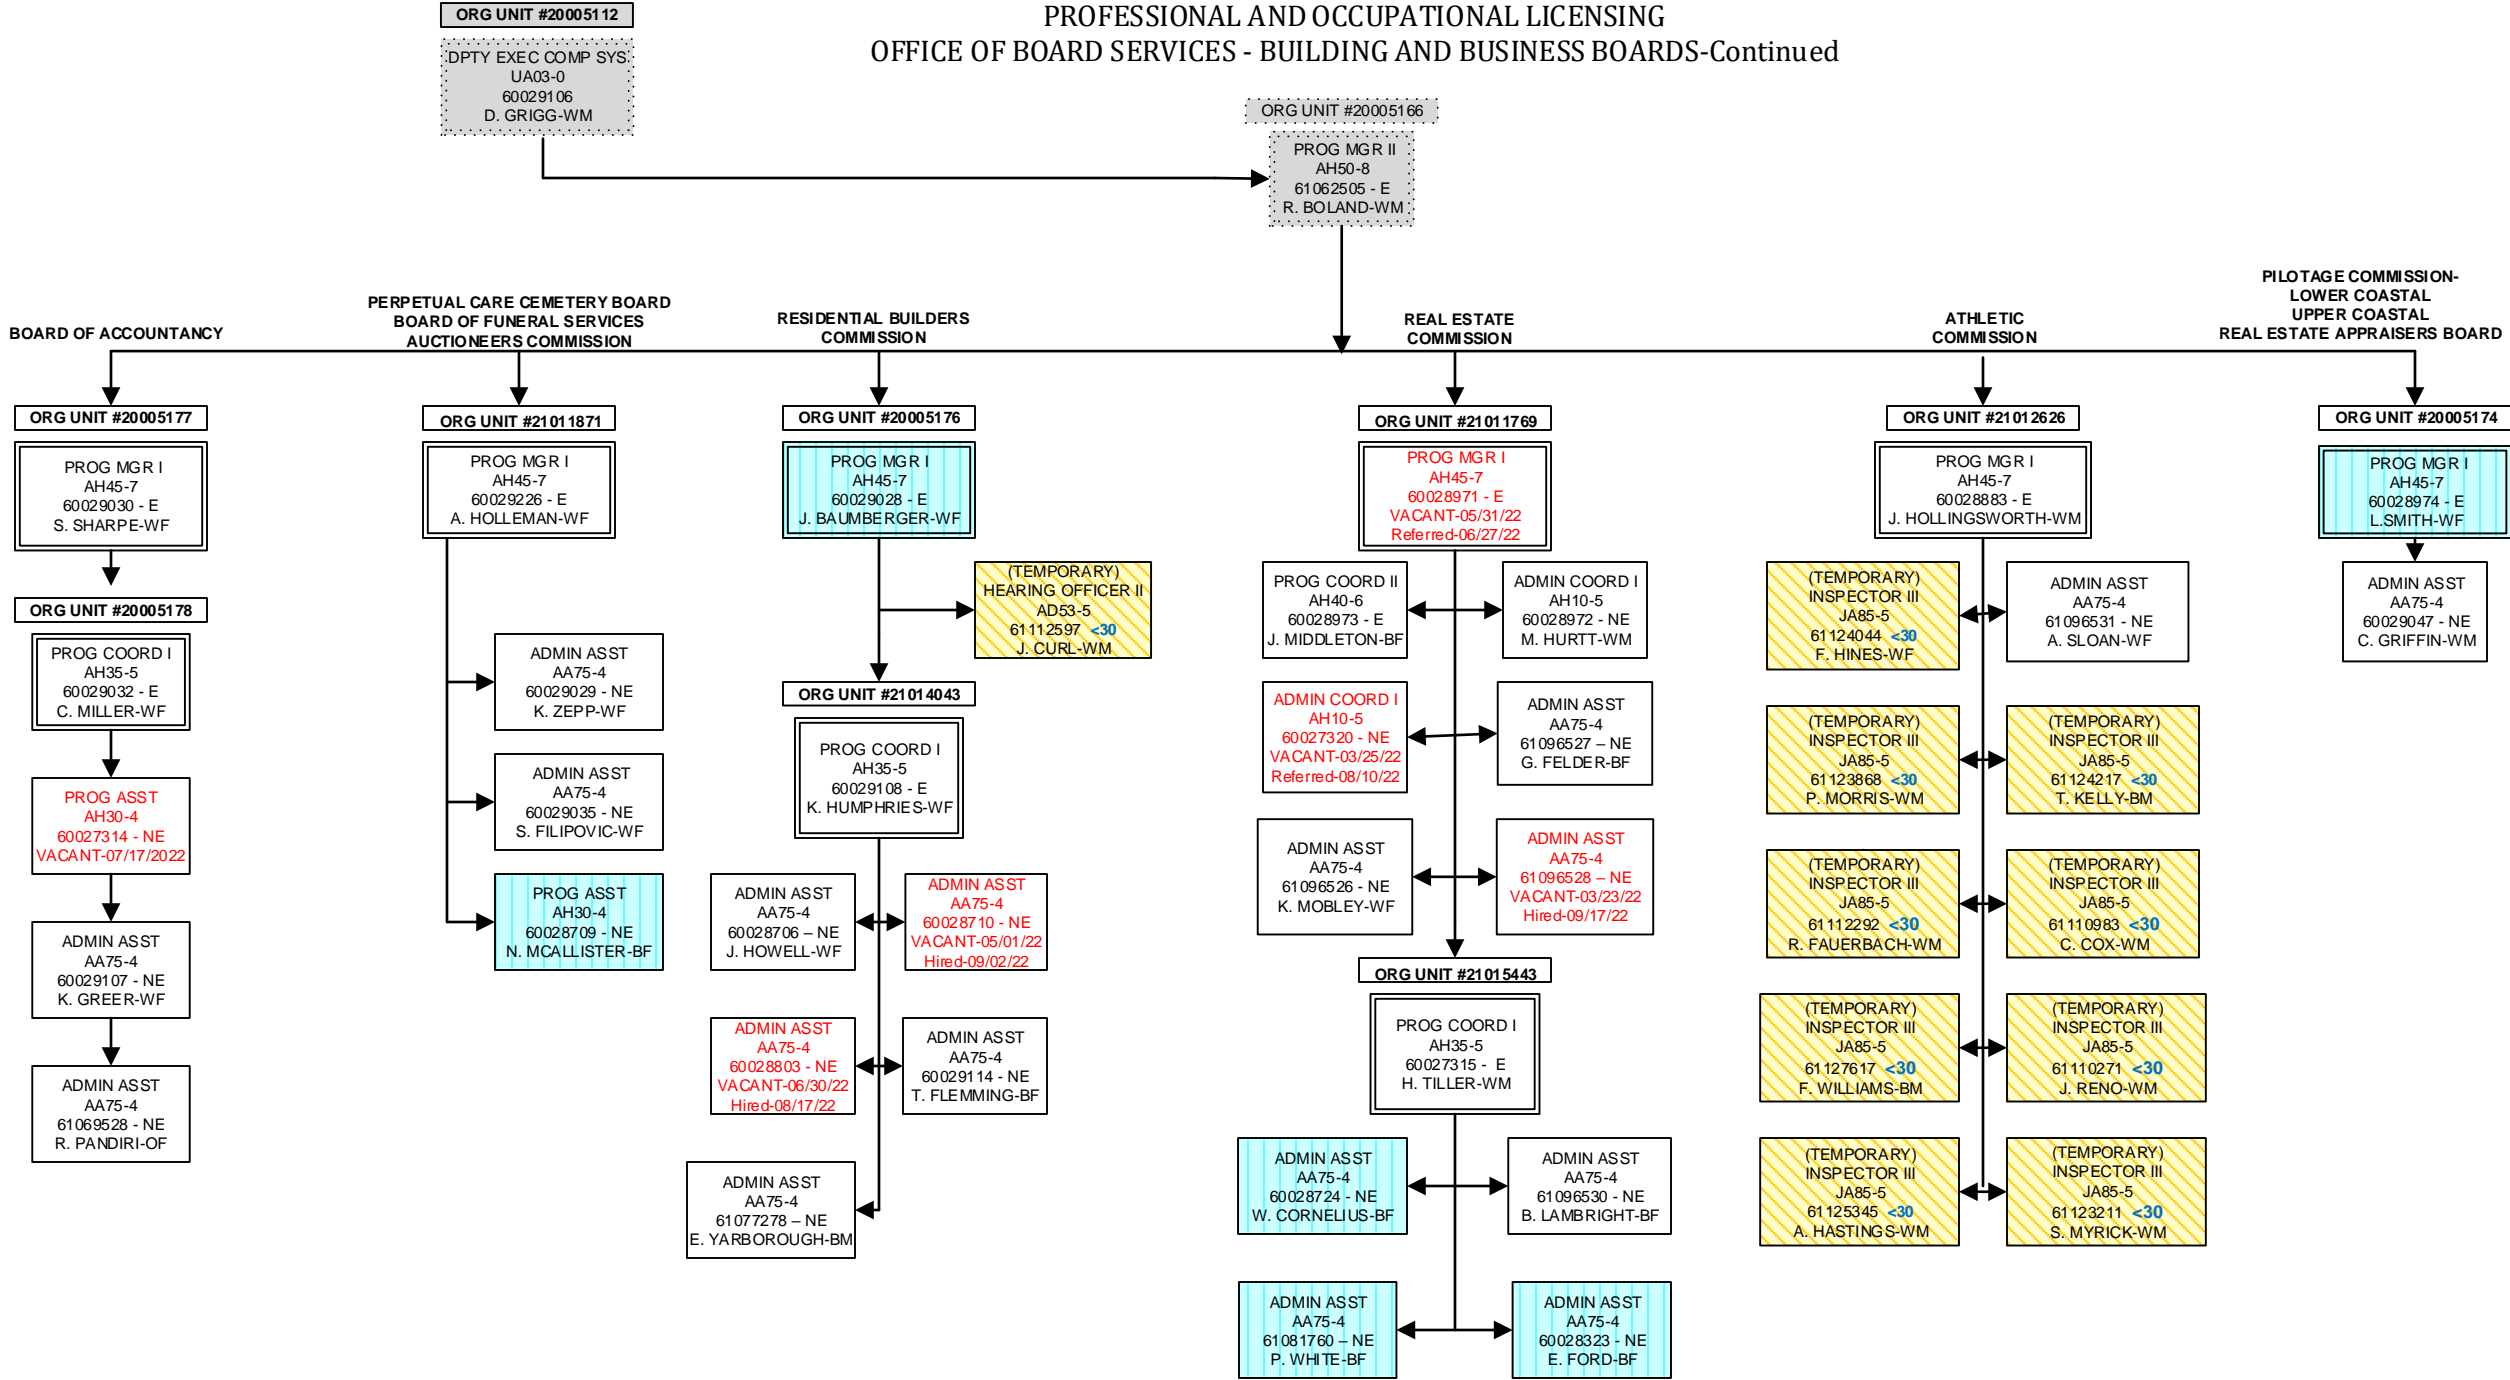 ORG UNIT #20005112
PROFESSIONAL AND OCCUPATIONAL LICENSING
OFFICE OF BOARD SERVICES - BUILDING AND BUSINESS BOARDS-Continued
DPTY EXEC COMP SYS
UA03-0
60029106
D. GRIGG-WM
ORG UNIT #20005166
PROG MGR II
AH50-8
61062505 - E
R. BOLAND-WM
BOARD OF ACCOUNTANCY
PERPETUAL CARE CEMETERY BOARD
BOARD OF FUNERAL SERVICES
AUCTIONEERS COMMISSION
RESIDENTIAL BUILDERS
COMMISSION
REAL ESTATE
COMMISSION
ATHLETIC
COMMISSION
PILOTAGE COMMISSION-
LOWER COASTAL
UPPER COASTAL
REAL ESTATE APPRAISERS BOARD
ORG UNIT #20005177
PROG MGR I
AH45-7
60029030 - E
S. SHARPE-WF
ORG UNIT #20005178
PROG COORD I
AH35-5
60029032 - E
C. MILLER-WF
PROG ASST
AH30-4
60027314 - NE
VACANT-07/17/2022
ADMIN ASST
AA75-4
60029107 - NE
K. GREER-WF
ADMIN ASST
AA75-4
61069528 - NE
R. PANDIRI-OF
ORG UNIT #21011871
PROG MGR I
AH45-7
60029226 - E
A. HOLLEMAN-WF
ADMIN ASST
AA75-4
60029029 - NE
K. ZEPP-WF
ADMIN ASST
AA75-4
60029035 - NE
S. FILIPOVIC-WF
PROG ASST
AH30-4
60028709 - NE
N. MCALLISTER-BF
ORG UNIT #20005176
PROG MGR I
AH45-7
60029028 - E
J. BAUMBERGER-WF
(TEMPORARY)
HEARING OFFICER II
AD53-5
61112597 <30
J. CURL-WM
ORG UNIT #21014043
PROG COORD I
AH35-5
60029108 - E
K. HUMPHRIES-WF
ADMIN ASST
AA75-4
60028706 – NE
J. HOWELL-WF
ADMIN ASST
AA75-4
60028710 - NE
VACANT-05/01/22
Hired-09/02/22
ADMIN ASST
AA75-4
60028803 - NE
VACANT-06/30/22
Hired-08/17/22
ADMIN ASST
AA75-4
60029114 - NE
T. FLEMMING-BF
ADMIN ASST
AA75-4
61077278 – NE
E. YARBOROUGH-BM
ORG UNIT #21011769
PROG MGR I
AH45-7
60028971 - E
VACANT-05/31/22
Referred-06/27/22
PROG COORD II
AH40-6
60028973 - E
J. MIDDLETON-BF
ADMIN COORD I
AH10-5
60028972 - NE
M. HURTT-WM
ADMIN COORD I
AH10-5
60027320 - NE
VACANT-03/25/22
Referred-08/10/22
ADMIN ASST
AA75-4
61096527 – NE
G. FELDER-BF
ADMIN ASST
AA75-4
61096526 - NE
K. MOBLEY-WF
ADMIN ASST
AA75-4
61096528 – NE
VACANT-03/23/22
Hired-09/17/22
ORG UNIT #21015443
PROG COORD I
AH35-5
60027315 - E
H. TILLER-WM
ADMIN ASST
AA75-4
60028724 - NE
W. CORNELIUS-BF
ADMIN ASST
AA75-4
61096530 - NE
B. LAMBRIGHT-BF
ADMIN ASST
AA75-4
61081760 – NE
P. WHITE-BF
ADMIN ASST
AA75-4
60028323 - NE
E. FORD-BF
ORG UNIT #21012626
PROG MGR I
AH45-7
60028883 - E
J. HOLLINGSWORTH-WM
(TEMPORARY)
INSPECTOR III
JA85-5
61124044 <30
F. HINES-WF
ADMIN ASST
AA75-4
61096531 - NE
A. SLOAN-WF
(TEMPORARY)
INSPECTOR III
JA85-5
61123868 <30
P. MORRIS-WM
(TEMPORARY)
INSPECTOR III
JA85-5
61124217 <30
T. KELLY-BM
(TEMPORARY)
INSPECTOR III
JA85-5
61112292 <30
R. FAUERBACH-WM
(TEMPORARY)
INSPECTOR III
JA85-5
61110983 <30
C. COX-WM
(TEMPORARY)
INSPECTOR III
JA85-5
61127617 <30
F. WILLIAMS-BM
(TEMPORARY)
INSPECTOR III
JA85-5
61110271 <30
J. RENO-WM
(TEMPORARY)
INSPECTOR III
JA85-5
61125345 <30
A. HASTINGS-WM
(TEMPORARY)
INSPECTOR III
JA85-5
61123211 <30
S. MYRICK-WM
ORG UNIT #20005174
PROG MGR I
AH45-7
60028974 - E
L.SMITH-WF
ADMIN ASST
AA75-4
60029047 - NE
C. GRIFFIN-WM